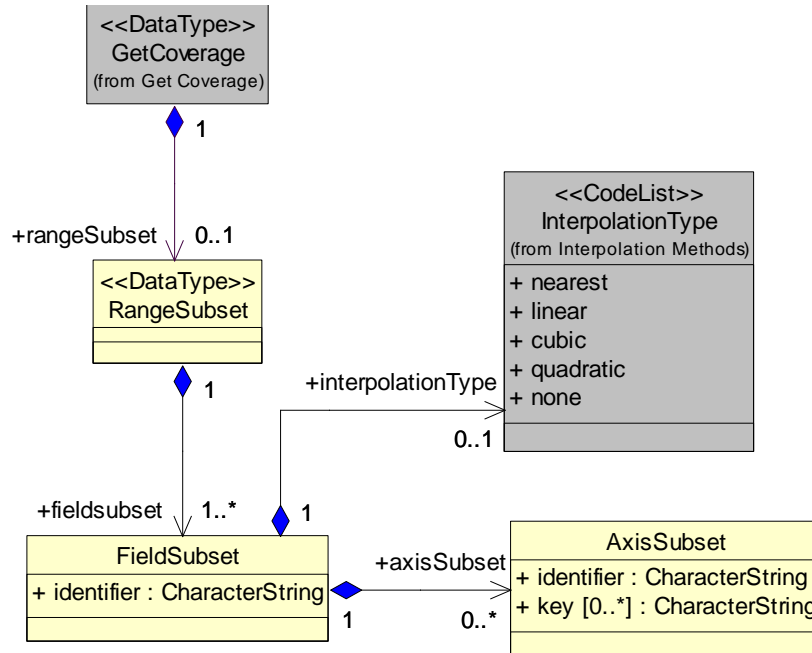 <<DataType>>
GetCoverage
(from Get Coverage)
1
+rangeSubset
0..1
<<DataType>>
RangeSubset
1
<<CodeList>>
InterpolationType
(from Interpolation Methods)
+ nearest
+ linear
+ cubic
+ quadratic
+ none
+interpolationType
0..1
+fieldsubset
1..*
1
FieldSubset
+ identifier : CharacterString
+axisSubset
1
0..*
AxisSubset
+ identifier : CharacterString
+ key [0..*] : CharacterString